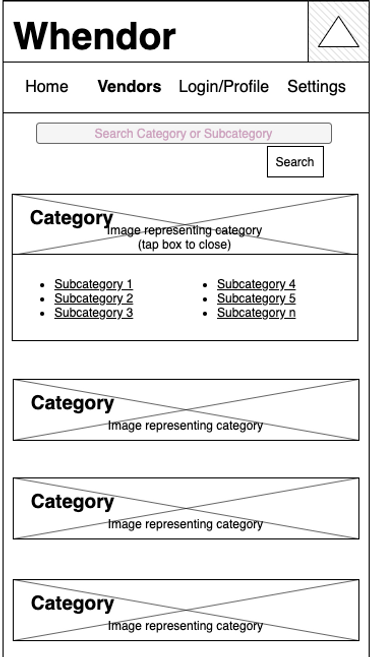 Whendor
Home Vendors Login/Profile Settings
Search Category or Subcategory
Search
Category
Image representing category
(tap box to close)
• Subcategory 1
• Subcategory 2
• Subcategory 3
• Subcategory 4
• Subcategory 5
• Subcategory n
Category
Image representing category
Category
Image representing category
Category
Image representing category